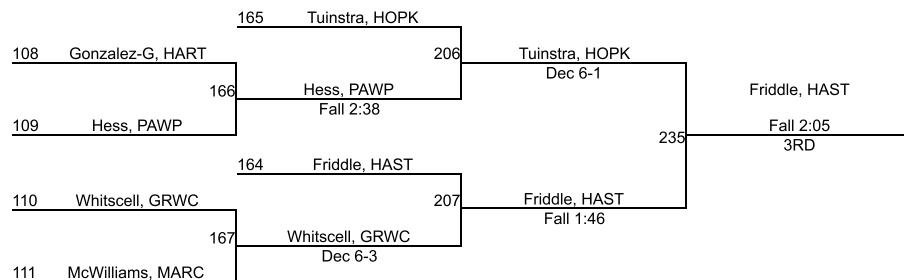 165 Tuinstra, HOPK
108 Gonzalez-G, HART
206 Tuinstra, HOPK
Dec 6-1
166 Hess, PAWP
Fall 2:38
Friddle, HAST
109 Hess, PAWP
Fall 2:05
235
3RD
164 Friddle, HAST
110 Whitscell, GRWC
207 Friddle, HAST
Fall 1:46
167 Whitscell, GRWC
Dec 6-3
111 McWilliams, MARC